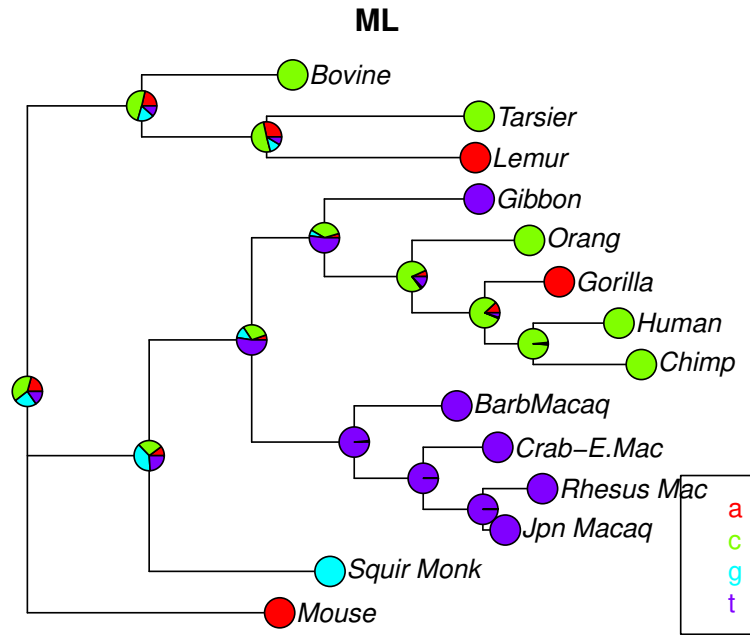 ML
Bovine
Tarsier
Lemur
Gibbon
Orang
Gorilla
Human
Chimp
BarbMacaq
Crab−E.Mac
Rhesus Mac
Jpn Macaq
Squir Monk
Mouse
a
c
g
t